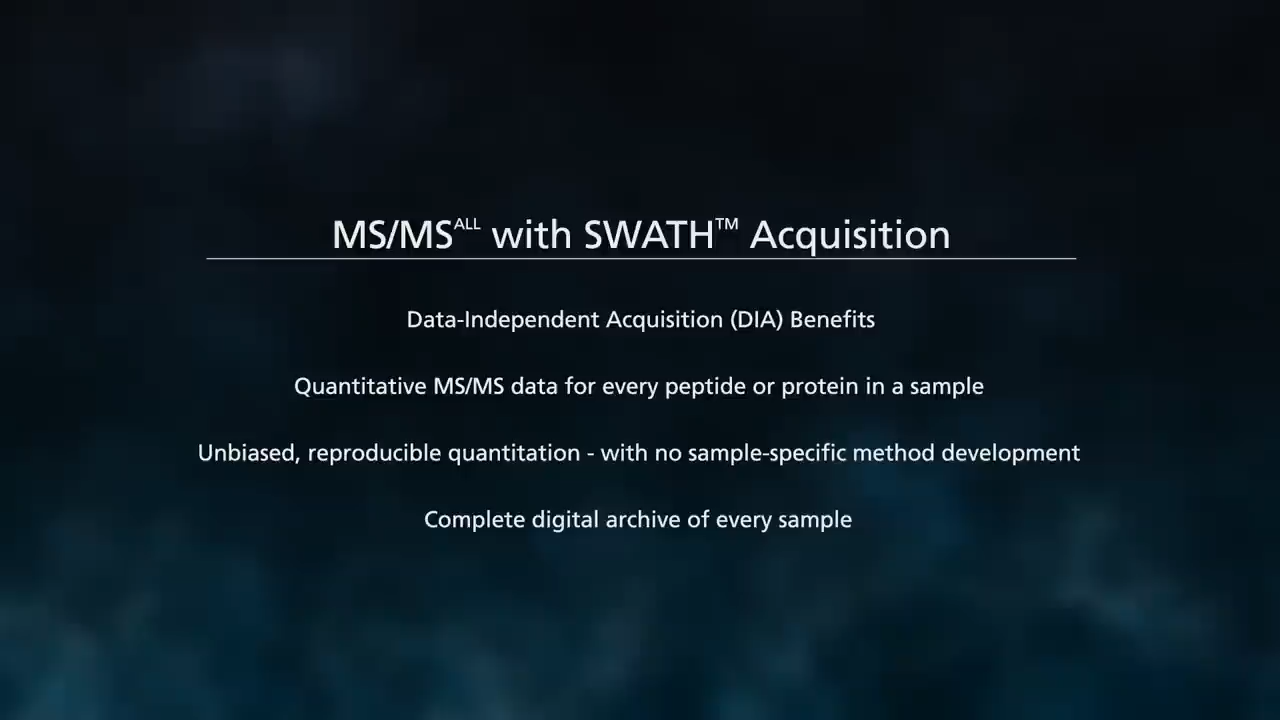 MS/MSᴬᴸᴸ with SWATH™ Acquisition
Data-Independent Acquisition (DIA) Benefits
Quantitative MS/MS data for every peptide or protein in a sample
Unbiased, reproducible quantitation - with no sample-specific method development
Complete digital archive of every sample